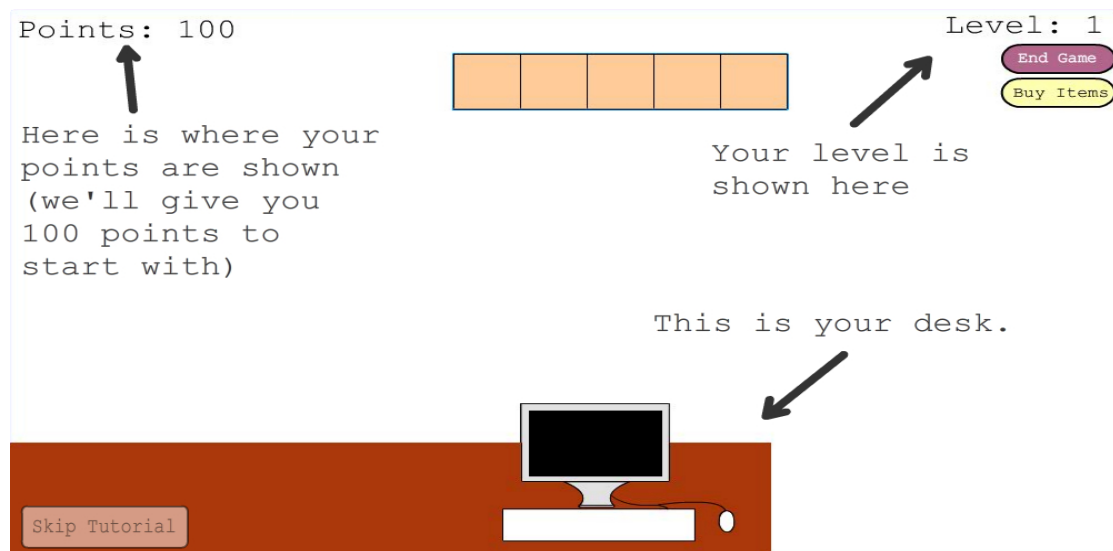 Points: 100
Level: 1
End Game
Buy Items
Here is where your
points are shown
(we'll give you
100 points to
start with)
Your level is
shown here
This is your desk.
Skip Tutorial